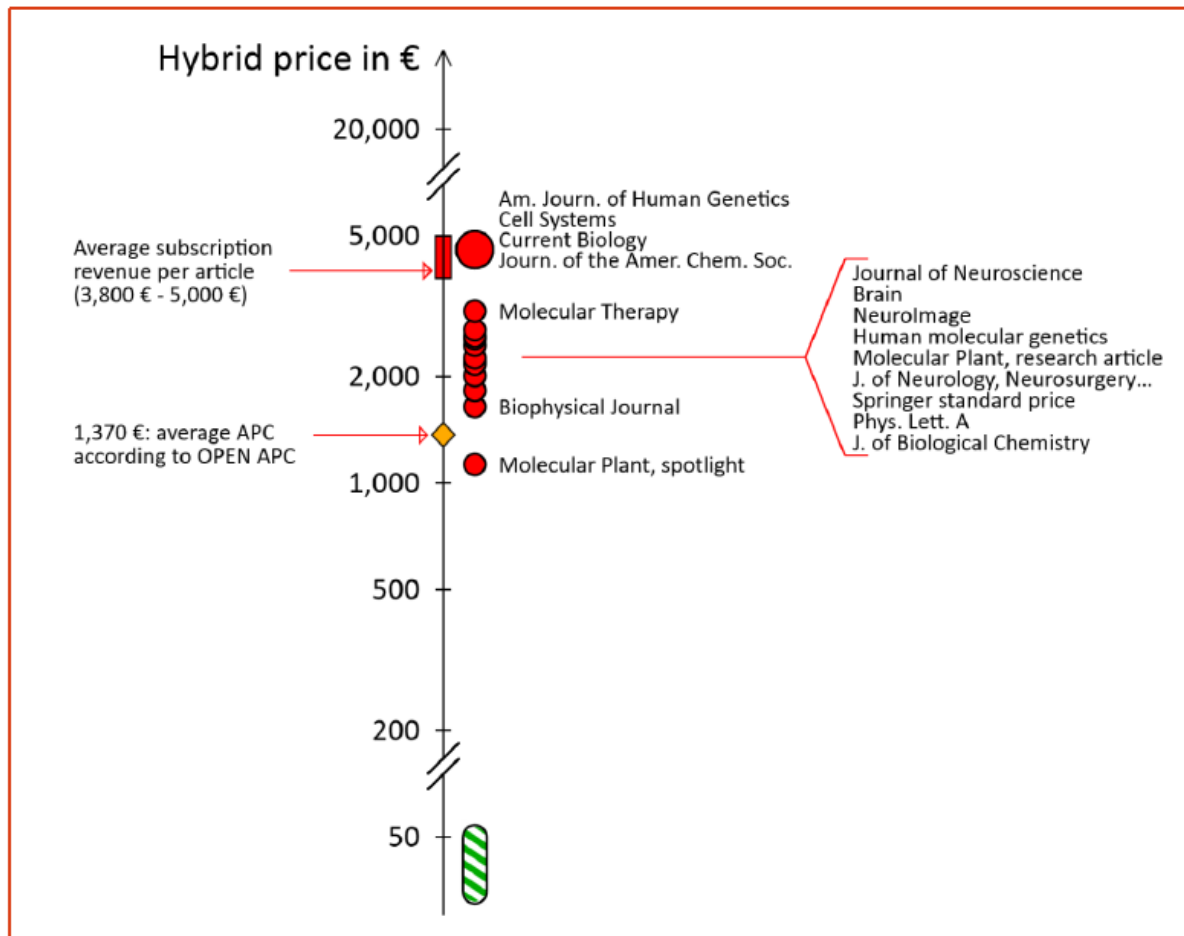 Hybrid price in €
20,000
5,000
2,000
1,000
500
200
50
Average subscription
revenue per article
(3,800 € - 5,000 €)
1,370 €: average APC
according to OPEN APC
Am. Journ. of Human Genetics
Cell Systems
Current Biology
Journ. of the Amer. Chem. Soc.
Molecular Therapy
Biophysical Journal
Molecular Plant, spotlight
Journal of Neuroscience
Brain
NeuroImage
Human molecular genetics
Molecular Plant, research article
J. of Neurology, Neurosurgery...
Springer standard price
Phys. Lett. A
J. of Biological Chemistry